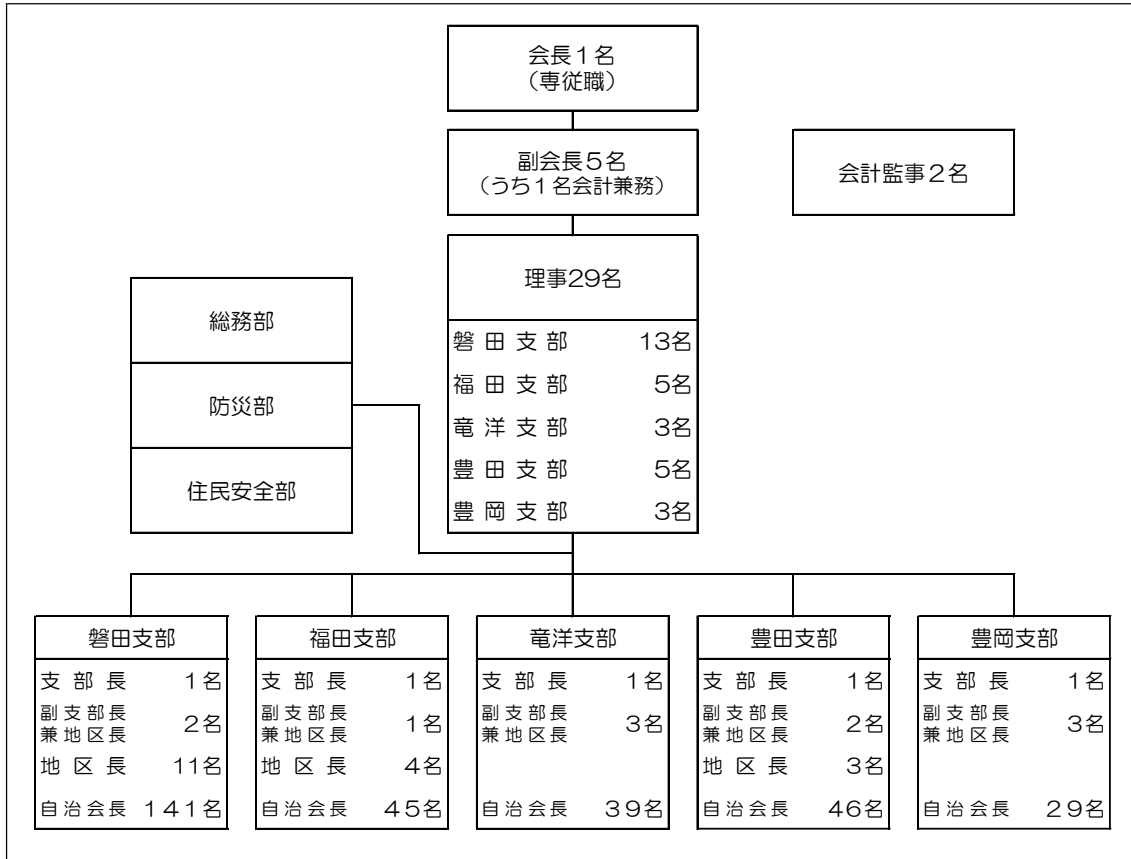 会長１名
（専従職）
副会長５名
（うち１名会計兼務）
会計監事２名
理事29名
磐田支部 13名
福田支部 5名
竜洋支部 3名
豊田支部 5名
豊岡支部 3名
総務部
防災部
住民安全部
磐田支部
支部長 1名
副支部長
兼地区長 2名
地区長 11名
自治会長 141名
福田支部
支部長 1名
副支部長
兼地区長 1名
地区長 4名
自治会長 45名
竜洋支部
支部長 1名
副支部長
兼地区長 3名
自治会長 39名
豊田支部
支部長 1名
副支部長
兼地区長 2名
地区長 3名
自治会長 46名
豊岡支部
支部長 1名
副支部長
兼地区長 3名
自治会長 29名